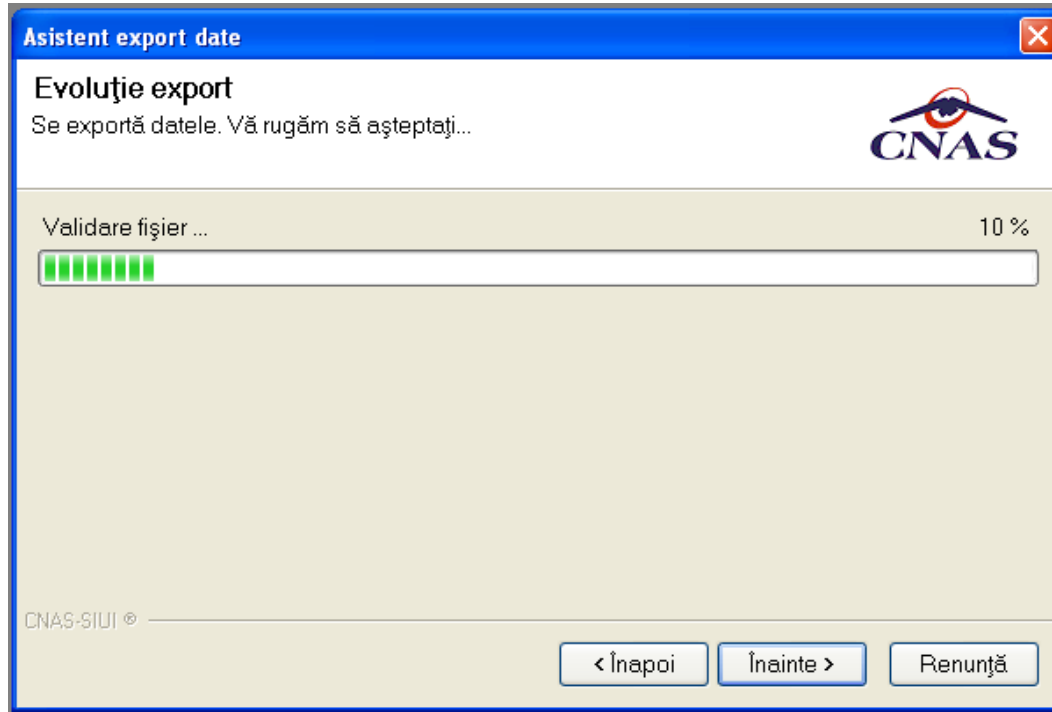 Asistent export date
Evoluţie export
Se exportă datele. Vă rugăm să aşteptaţi...
CNAS
Validare fişier ... 10 %
CNAS-SIUI ®
< Înapoi Înainte > Renunţă